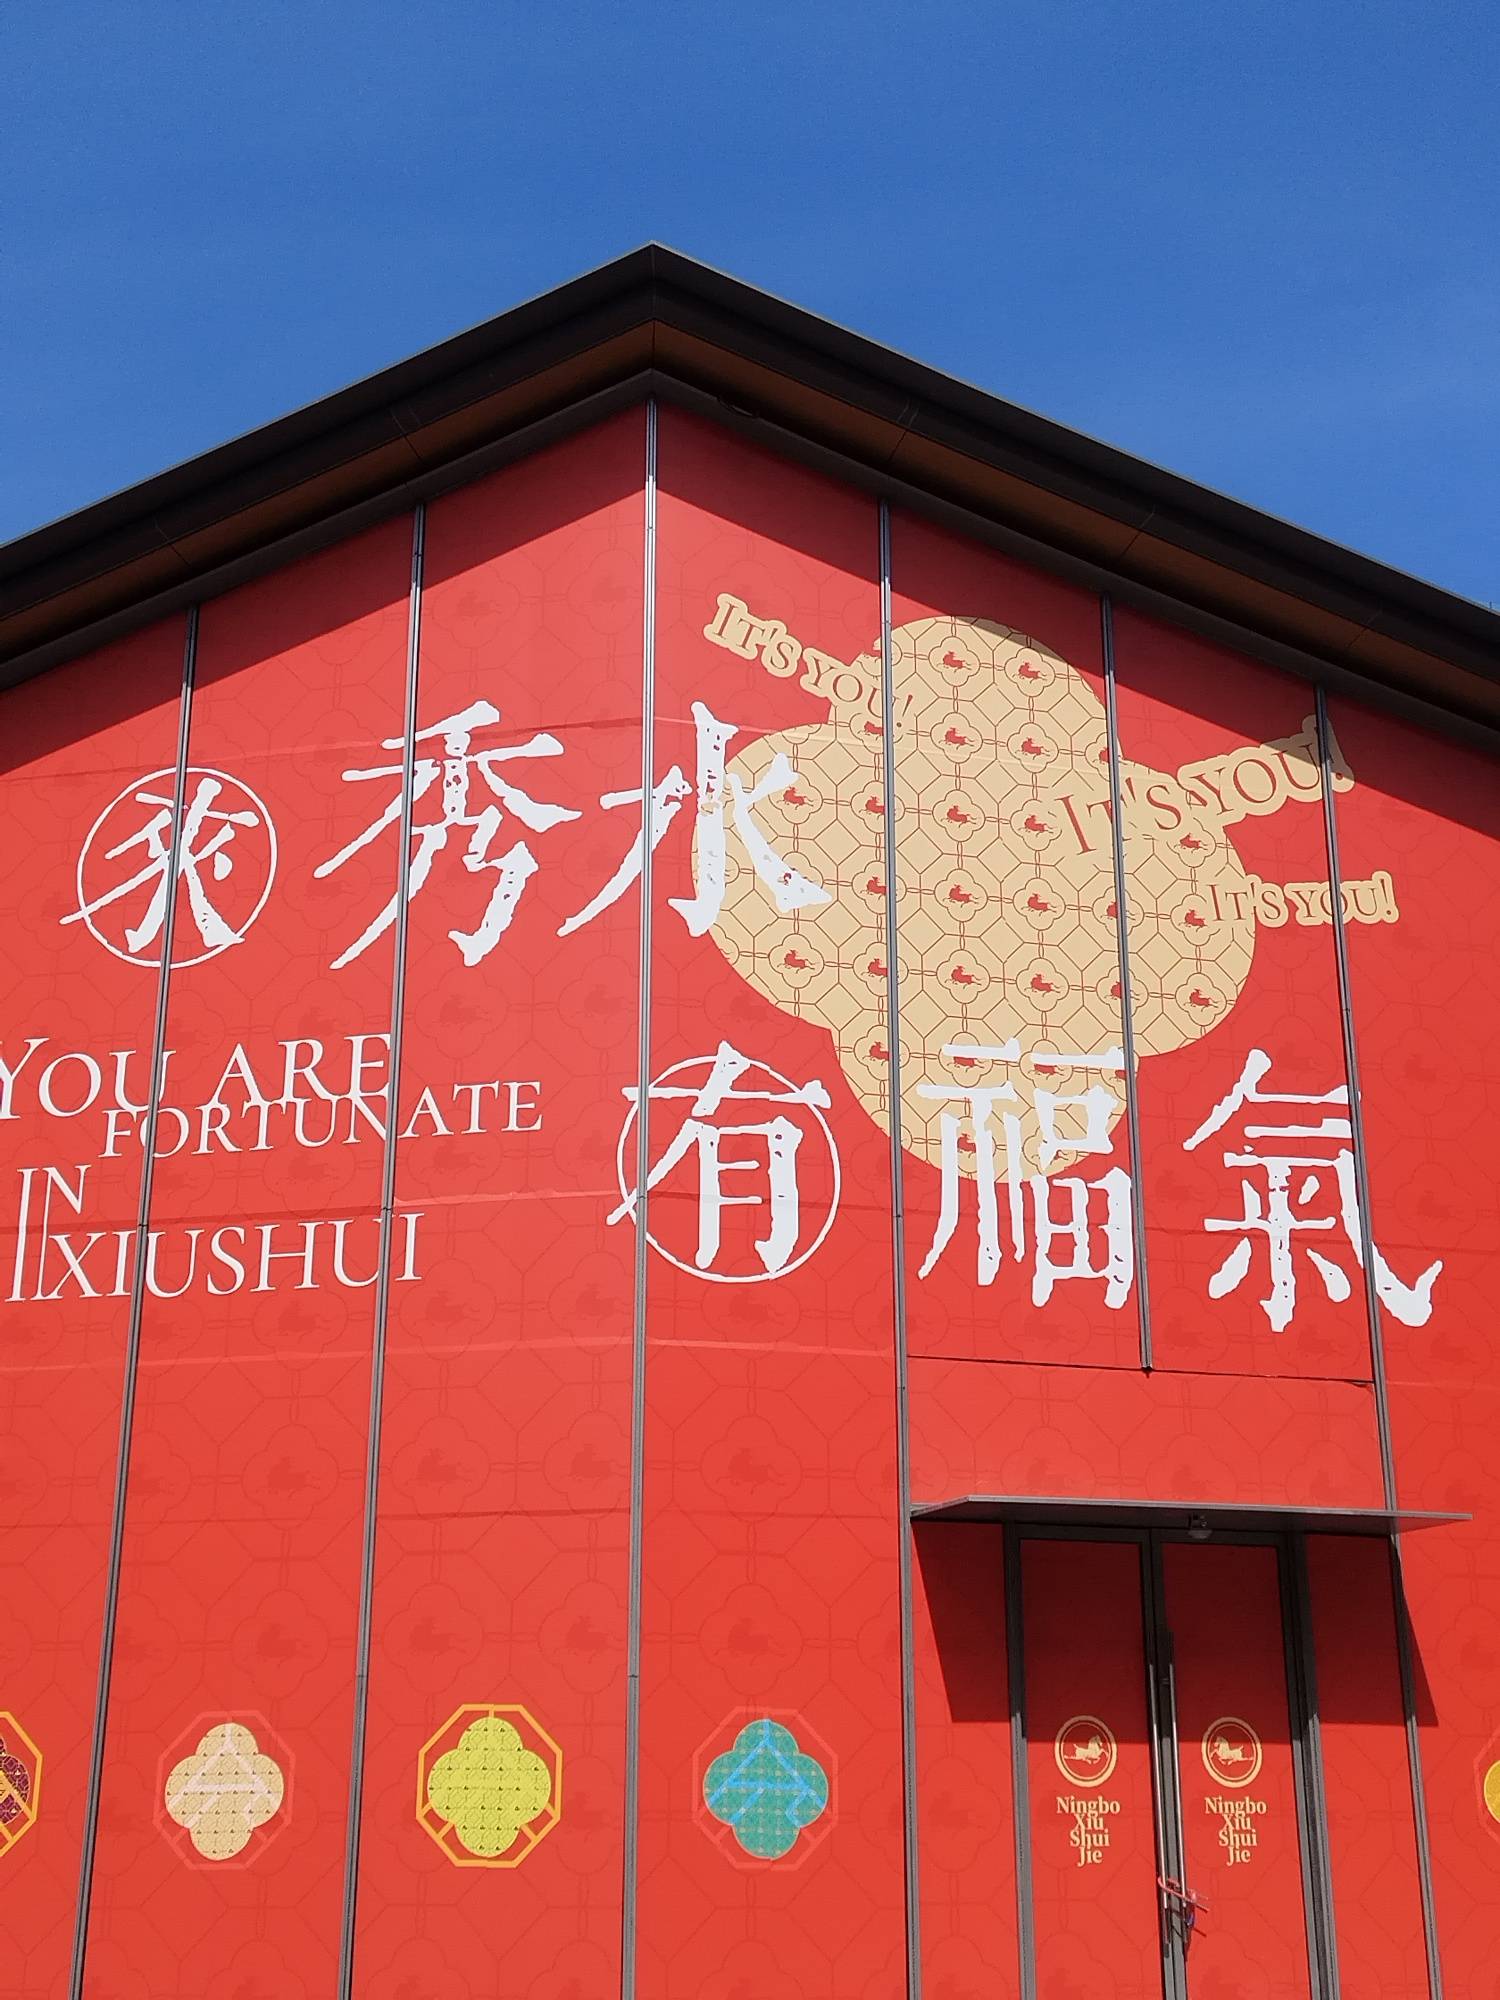 來秀水
有福氣
IT'S YOU!
IT'S YOU!
IT'S YOU!
YOU ARE
FORTUNATE
IN
XIUSHUI
Ningbo
Xiu
Shui
Jie
Ningbo
Xiu
Shui
Jie